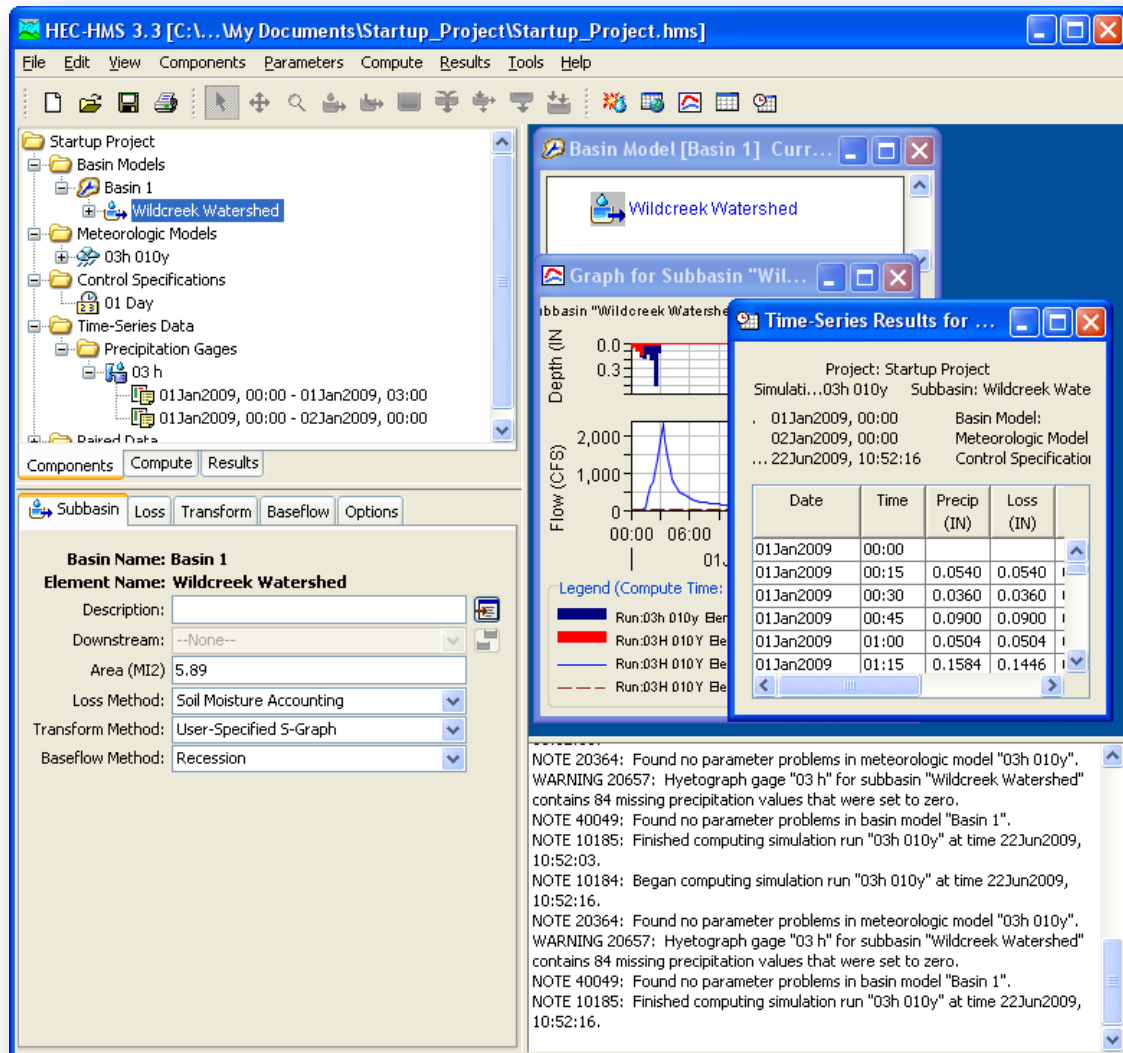 HEC-HMS 3.3 [C:\...\My Documents\Startup_Project\Startup_Project.hms]
File Edit View Components Parameters Compute Results Tools Help
Startup Project
Basin Models
Basin 1
Wildcreek Watershed
Meteorologic Models
03h 010y
Control Specifications
01 Day
Time-Series Data
Precipitation Gages
03 h
01Jan2009, 00:00 - 01Jan2009, 03:00
01Jan2009, 00:00 - 02Jan2009, 00:00
Paired Data
Components Compute Results
Subbasin Loss Transform Baseflow Options
Basin Name: Basin 1
Element Name: Wildcreek Watershed
Description:
Downstream: --None--
Area (MI2) 5.89
Loss Method: Soil Moisture Accounting
Transform Method: User-Specified S-Graph
Baseflow Method: Recession
Basin Model [Basin 1] Curr...
Wildcreek Watershed
Graph for Subbasin "Wil...
bbasin "Wildcreek Watershe
Depth (IN
0.0
0.3
Flow (CFS)
2,000
1,000
0
00:00 06:00
01J
Legend (Compute Time:
Run:03h 010y Eler
Run:03H 010Y Ele
Run:03H 010Y Ele
Run:03H 010Y Ele
Time-Series Results for ...
Project: Startup Project
Simulati...03h 010y Subbasin: Wildcreek Wate
. 01Jan2009, 00:00 Basin Model:
02Jan2009, 00:00 Meteorologic Model
... 22Jun2009, 10:52:16 Control Specification
Date Time Precip (IN) Loss (IN)
01Jan2009 00:00
01Jan2009 00:15 0.0540 0.0540
01Jan2009 00:30 0.0360 0.0360
01Jan2009 00:45 0.0900 0.0900
01Jan2009 01:00 0.0504 0.0504
01Jan2009 01:15 0.1584 0.1446
NOTE 20364: Found no parameter problems in meteorologic model "03h 010y".
WARNING 20657: Hyetograph gage "03 h" for subbasin "Wildcreek Watershed"
contains 84 missing precipitation values that were set to zero.
NOTE 40049: Found no parameter problems in basin model "Basin 1".
NOTE 10185: Finished computing simulation run "03h 010y" at time 22Jun2009,
10:52:03.
NOTE 10184: Began computing simulation run "03h 010y" at time 22Jun2009,
10:52:16.
NOTE 20364: Found no parameter problems in meteorologic model "03h 010y".
WARNING 20657: Hyetograph gage "03 h" for subbasin "Wildcreek Watershed"
contains 84 missing precipitation values that were set to zero.
NOTE 40049: Found no parameter problems in basin model "Basin 1".
NOTE 10185: Finished computing simulation run "03h 010y" at time 22Jun2009,
10:52:16.